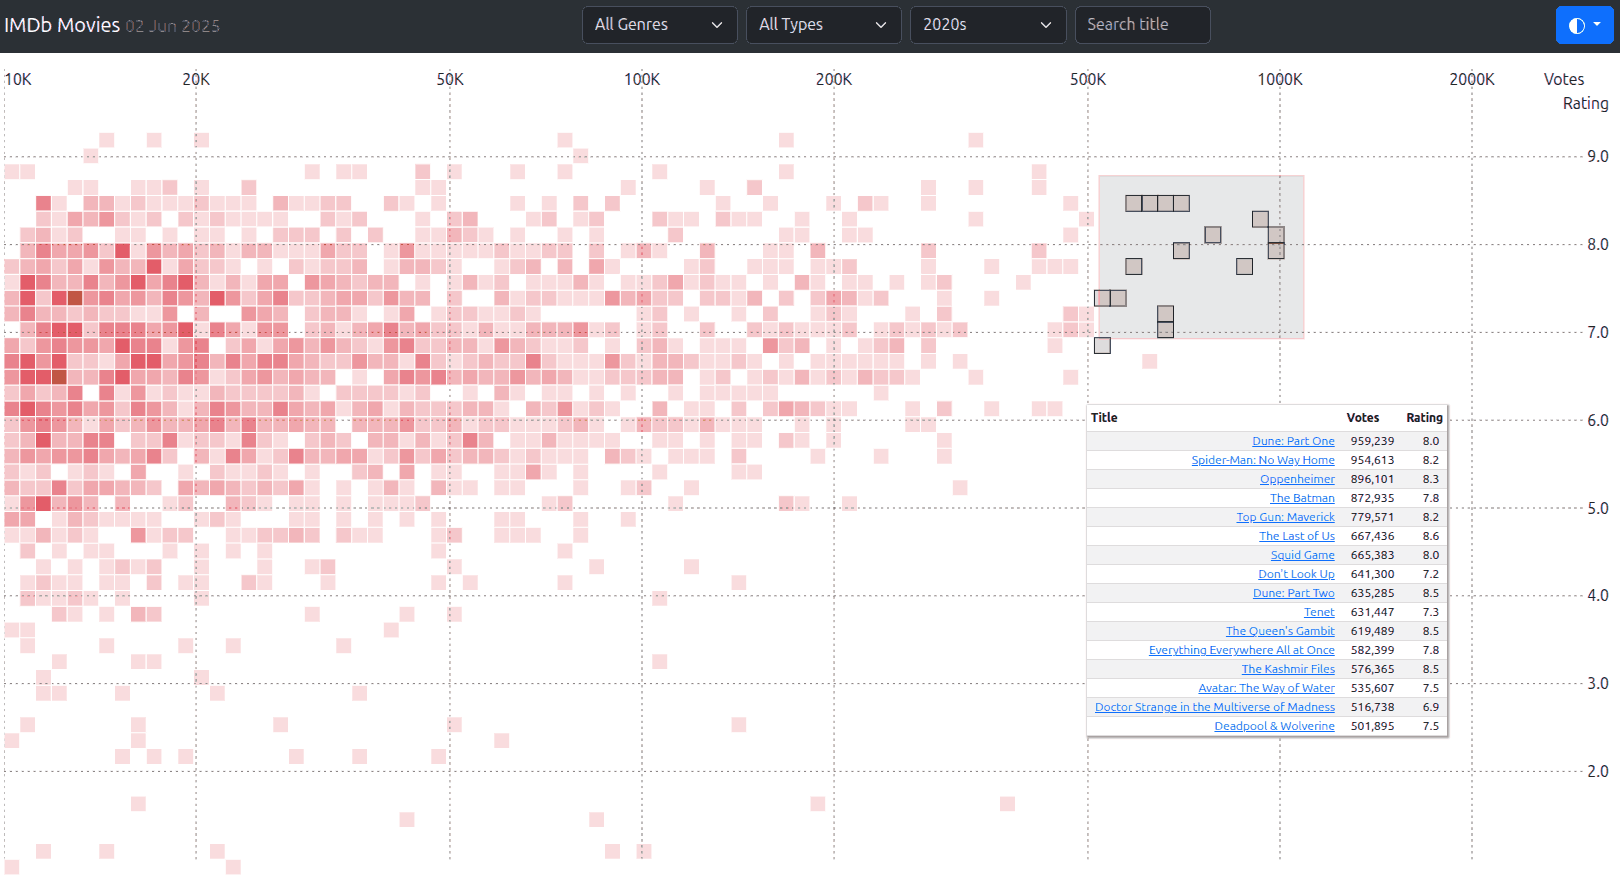 IMDb Movies 02 Jun 2025 All Genres All Types 2020s Search title
10K 20K 50K 100K 200K 500K 1000K 2000K Votes
Rating
9.0
8.0
7.0
6.0
5.0
4.0
3.0
2.0
Title Votes Rating
Dune: Part One 959,239 8.0
Spider-Man: No Way Home 954,613 8.2
Oppenheimer 896,101 8.3
The Batman 872,935 7.8
Top Gun: Maverick 779,571 8.2
The Last of Us 667,436 8.6
Squid Game 665,383 8.0
Don't Look Up 641,300 7.2
Dune: Part Two 635,285 8.5
Tenet 631,447 7.3
The Queen's Gambit 619,489 8.5
Everything Everywhere All at Once 582,399 7.8
The Kashmir Files 576,365 8.5
Avatar: The Way of Water 535,607 7.5
Doctor Strange in the Multiverse of Madness 516,738 6.9
Deadpool & Wolverine 501,895 7.5